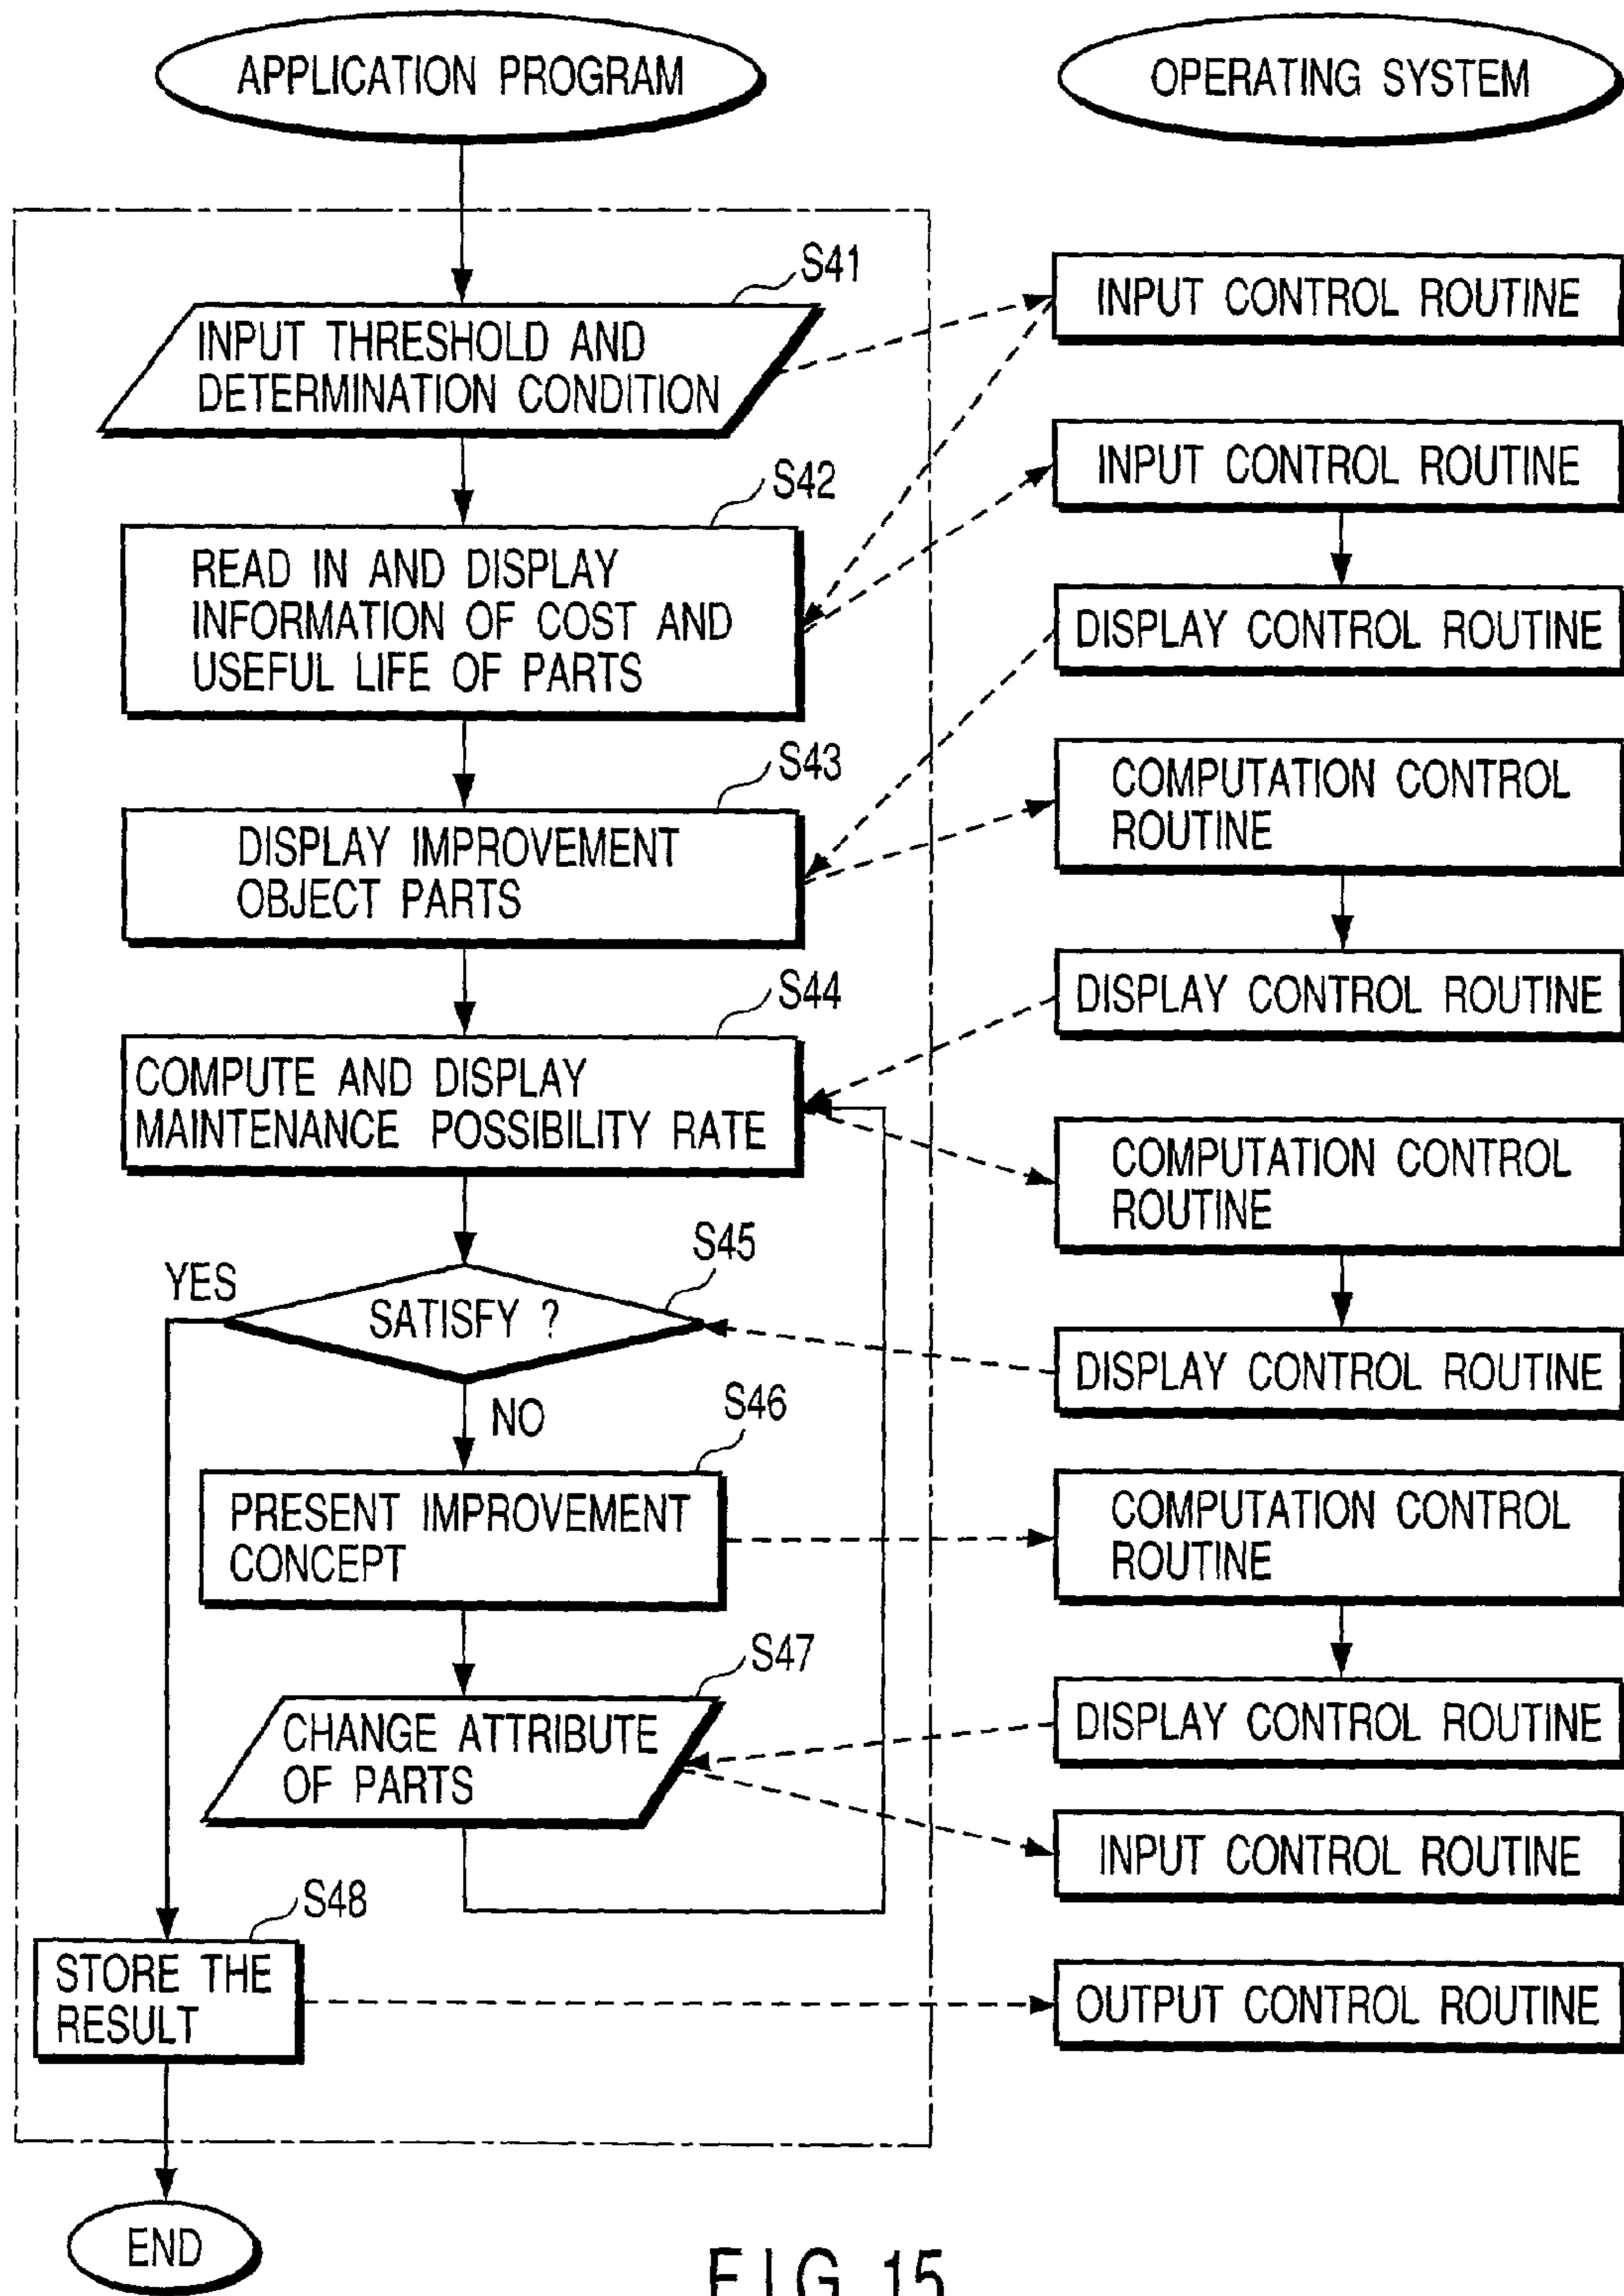 APPLICATION PROGRAM
OPERATING SYSTEM
S41
INPUT THRESHOLD AND
DETERMINATION CONDITION
INPUT CONTROL ROUTINE
S42
READ IN AND DISPLAY
INFORMATION OF COST AND
USEFUL LIFE OF PARTS
INPUT CONTROL ROUTINE
DISPLAY CONTROL ROUTINE
S43
DISPLAY IMPROVEMENT
OBJECT PARTS
COMPUTATION CONTROL
ROUTINE
DISPLAY CONTROL ROUTINE
S44
COMPUTE AND DISPLAY
MAINTENANCE POSSIBILITY RATE
COMPUTATION CONTROL
ROUTINE
S45
YES
SATISFY ?
DISPLAY CONTROL ROUTINE
NO
S46
PRESENT IMPROVEMENT
CONCEPT
COMPUTATION CONTROL
ROUTINE
S47
CHANGE ATTRIBUTE
OF PARTS
DISPLAY CONTROL ROUTINE
INPUT CONTROL ROUTINE
S48
STORE THE
RESULT
OUTPUT CONTROL ROUTINE
END
FIG. 15